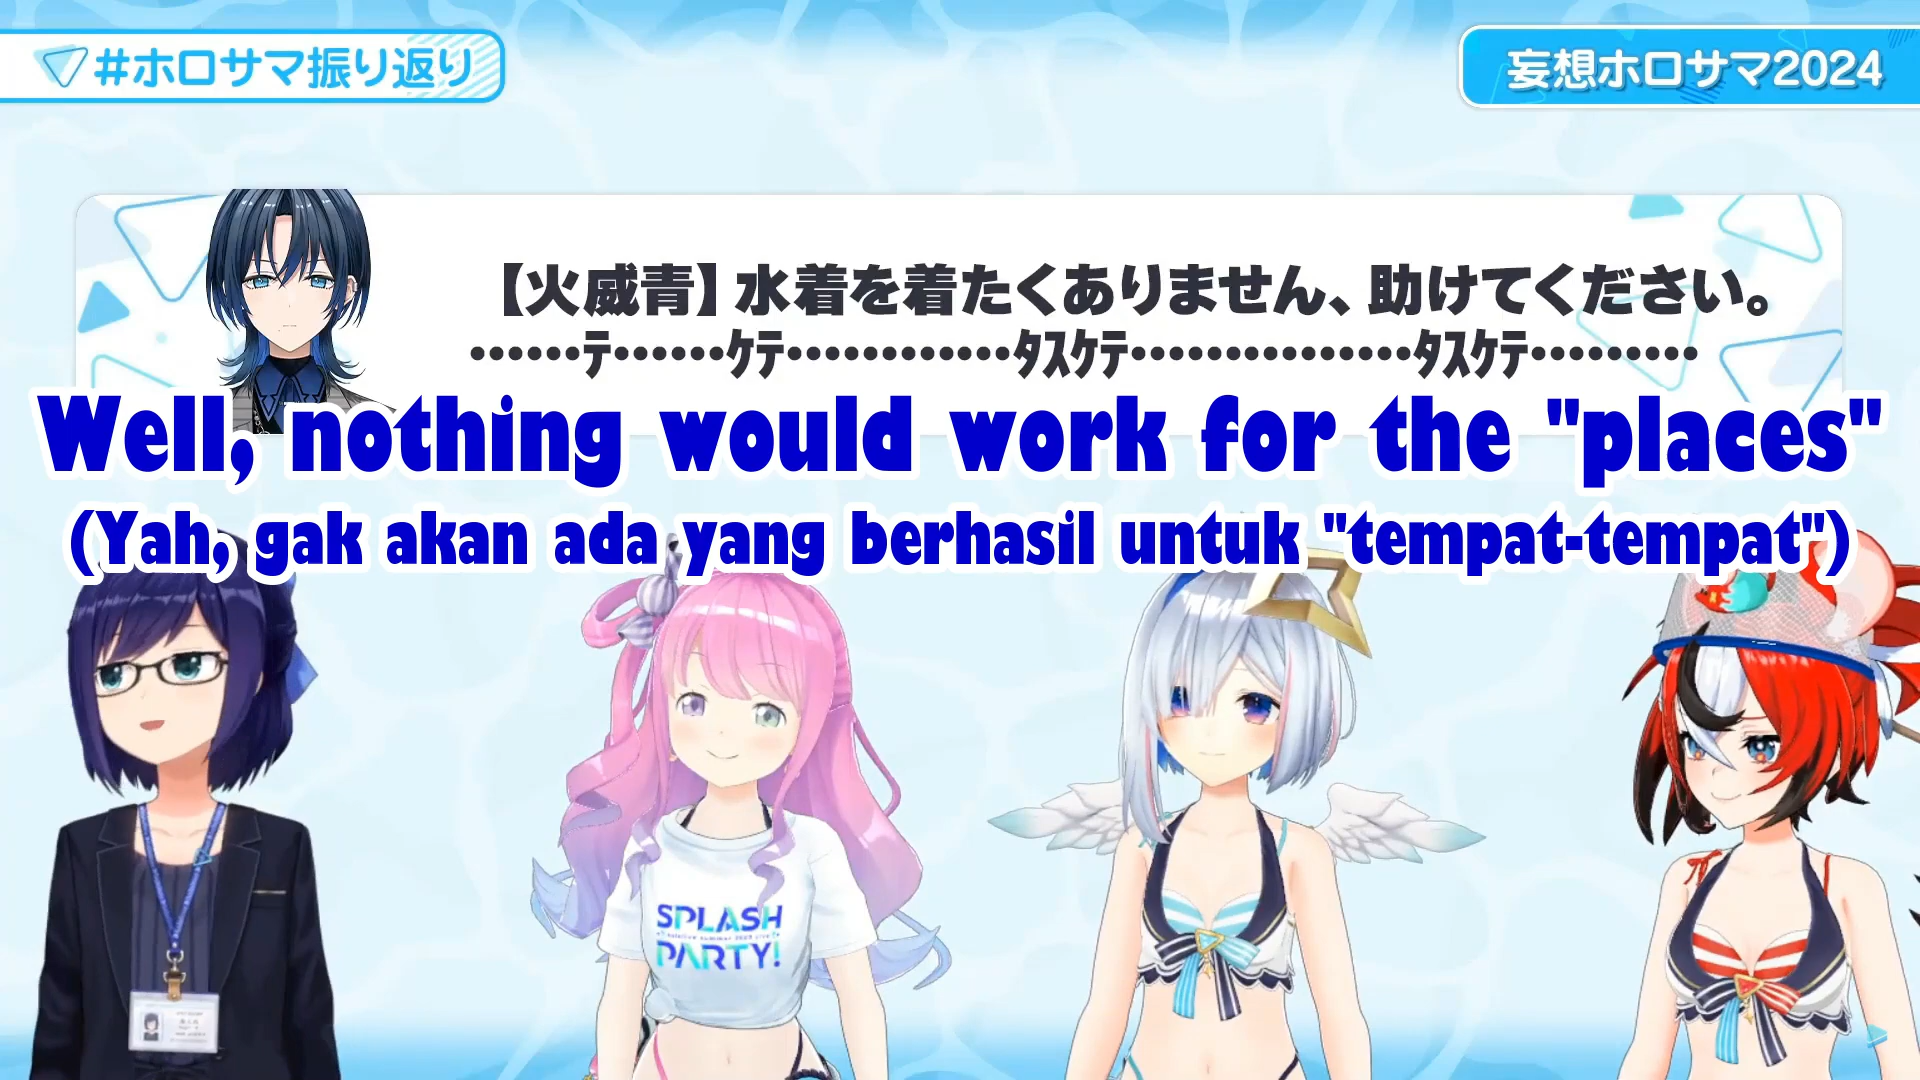 #ホロサマ振り返り
妄想ホロサマ2024
【火威青】水着を着たくありません、助けてください。
……ﾃ……ｹﾃ…………ﾀｽｹﾃ……………ﾀｽｹﾃ………
Well, nothing would work for the "places"
(Yah, gak akan ada yang berhasil untuk "tempat-tempat")
SPLASH
PARTY!